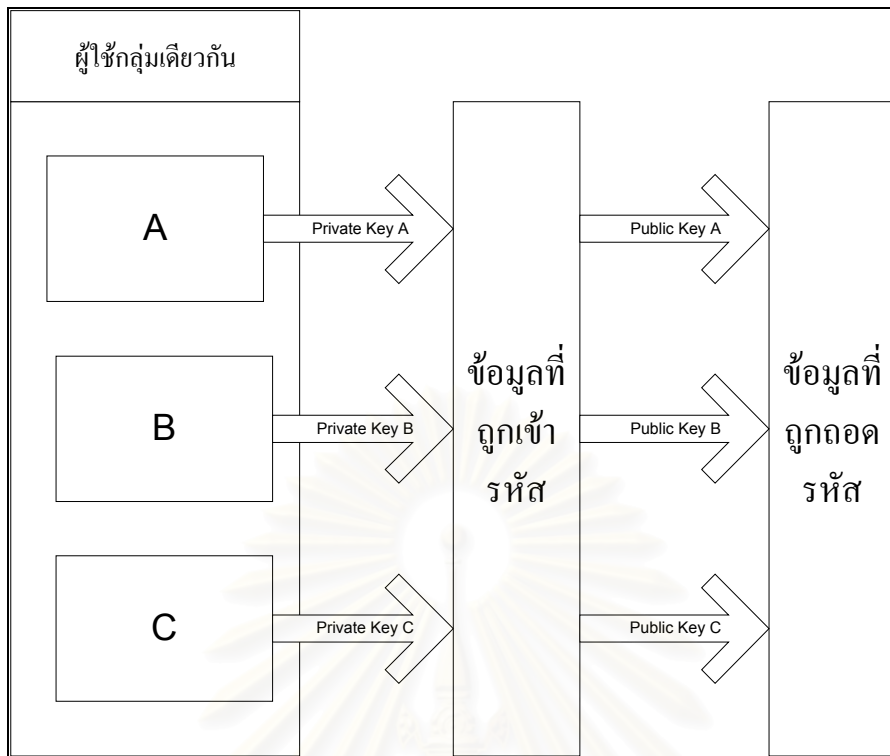 ผู้ใช้กลุ่มเดียวกัน
A
Private Key A
Public Key A
B
Private Key B
Public Key B
C
Private Key C
Public Key C
ข้อมูลที่
ถูกเข้า
รหัส
ข้อมูลที่
ถูกถอด
รหัส